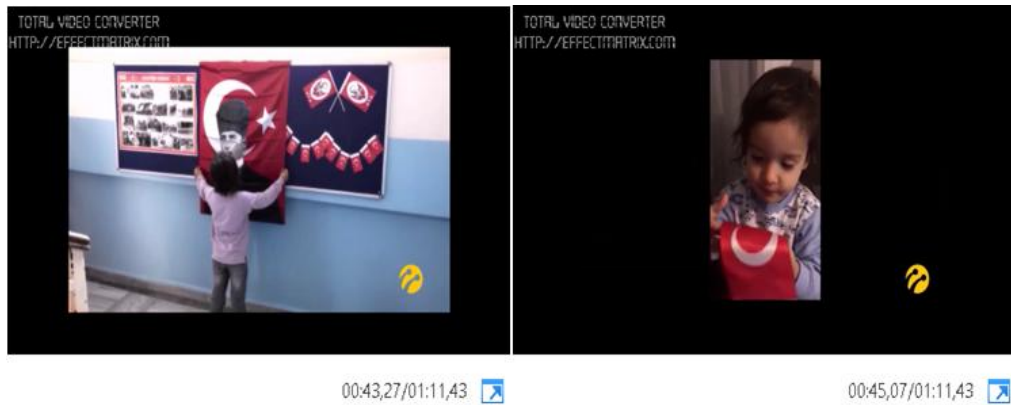 TOTAL VIDEO CONVERTER
HTTP://EFFECTMATRIX.COM
TOTAL VIDEO CONVERTER
HTTP://EFFECTMATRIX.COM
00:43,27/01:11,43
00:45,07/01:11,43